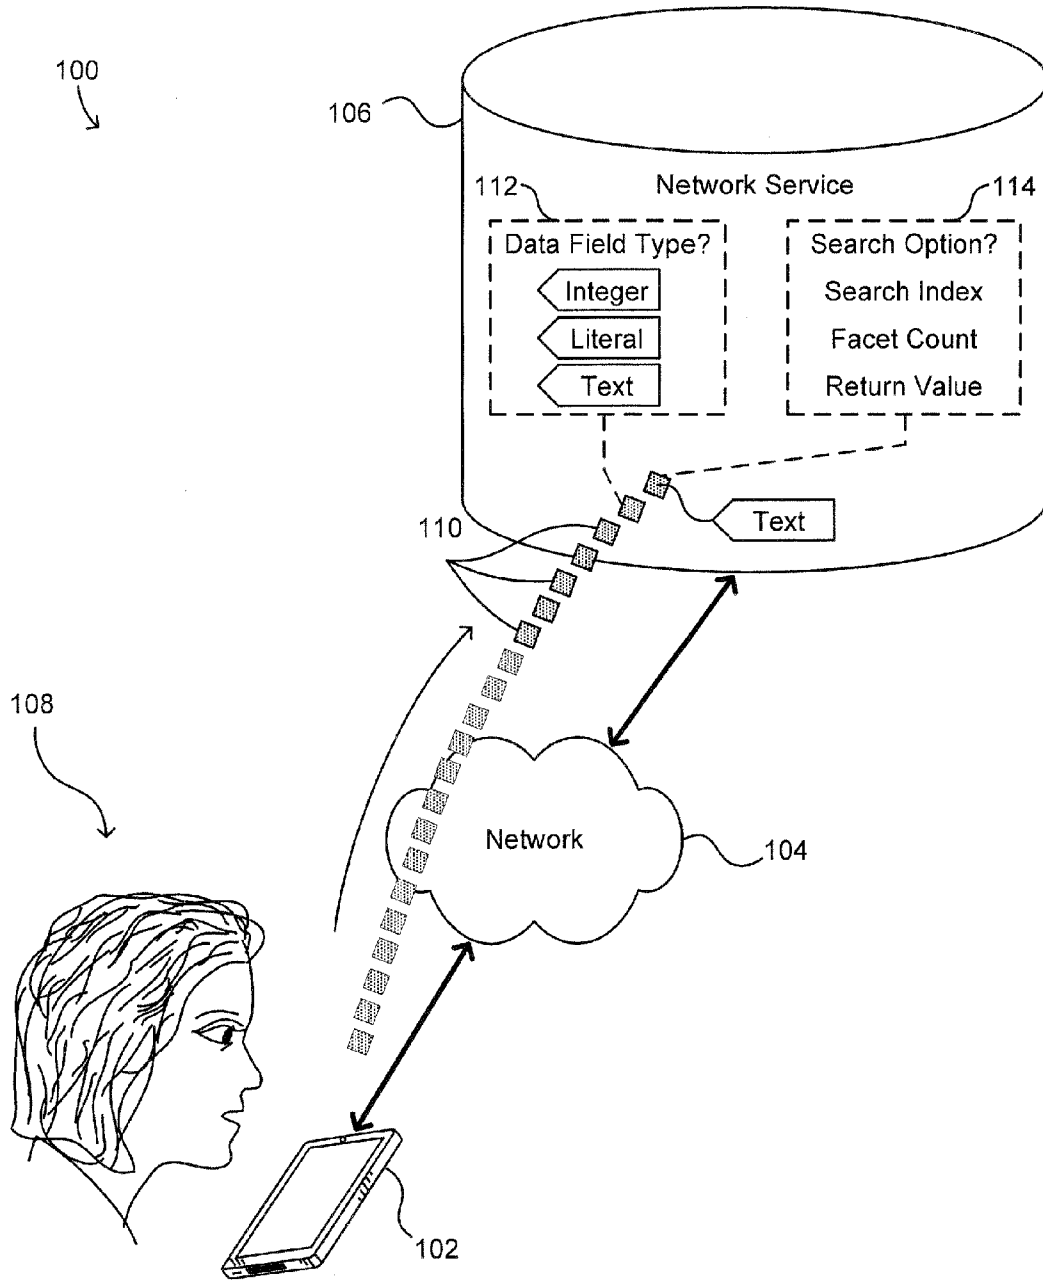 100
106
Network Service
112
114
Data Field Type?
Integer
Literal
Text
Search Option?
Search Index
Facet Count
Return Value
110
Text
108
Network
104
102